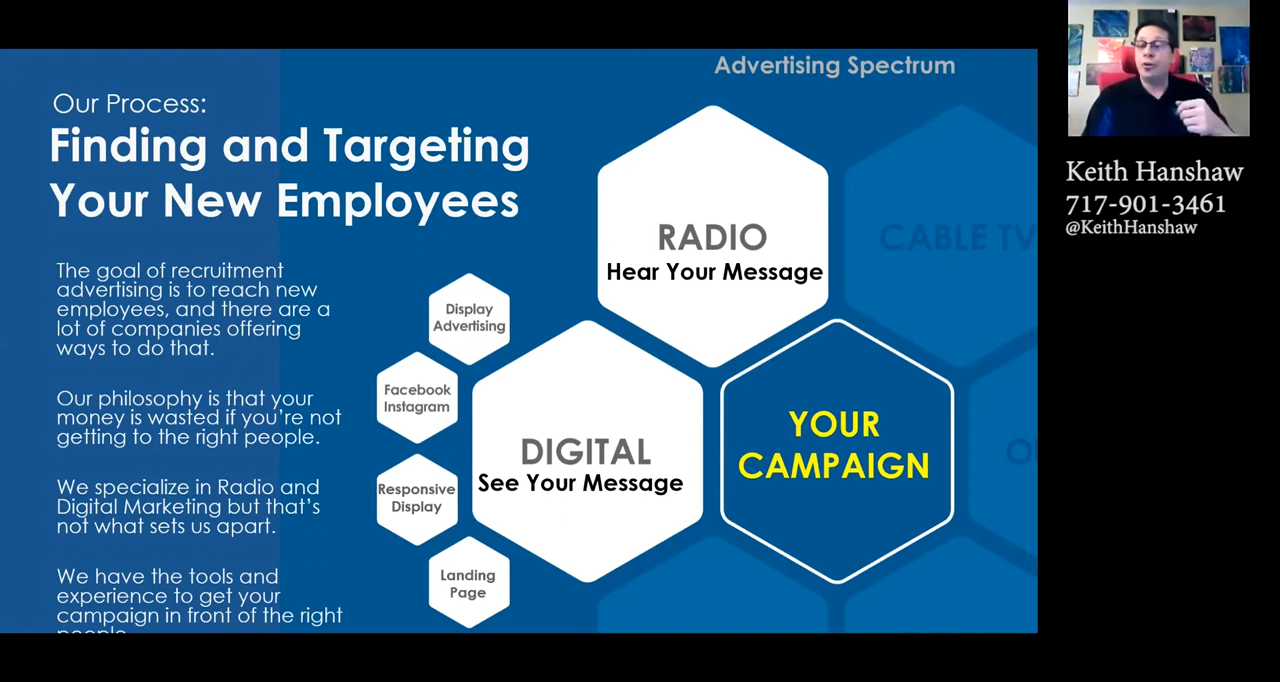 Advertising Spectrum
Our Process:
Finding and Targeting
Your New Employees
The goal of recruitment
advertising is to reach new
employees, and there are a
lot of companies offering
ways to do that.
Our philosophy is that your
money is wasted if you're not
getting to the right people.
We specialize in Radio and
Digital Marketing but that's
not what sets us apart.
We have the tools and
experience to get your
campaign in front of the right
people
RADIO
Hear Your Message
CABLE TV
Display
Advertising
Facebook
Instagram
Responsive
Display
Landing
Page
DIGITAL
See Your Message
YOUR
CAMPAIGN
Keith Hanshaw
717-901-3461
@KeithHanshaw